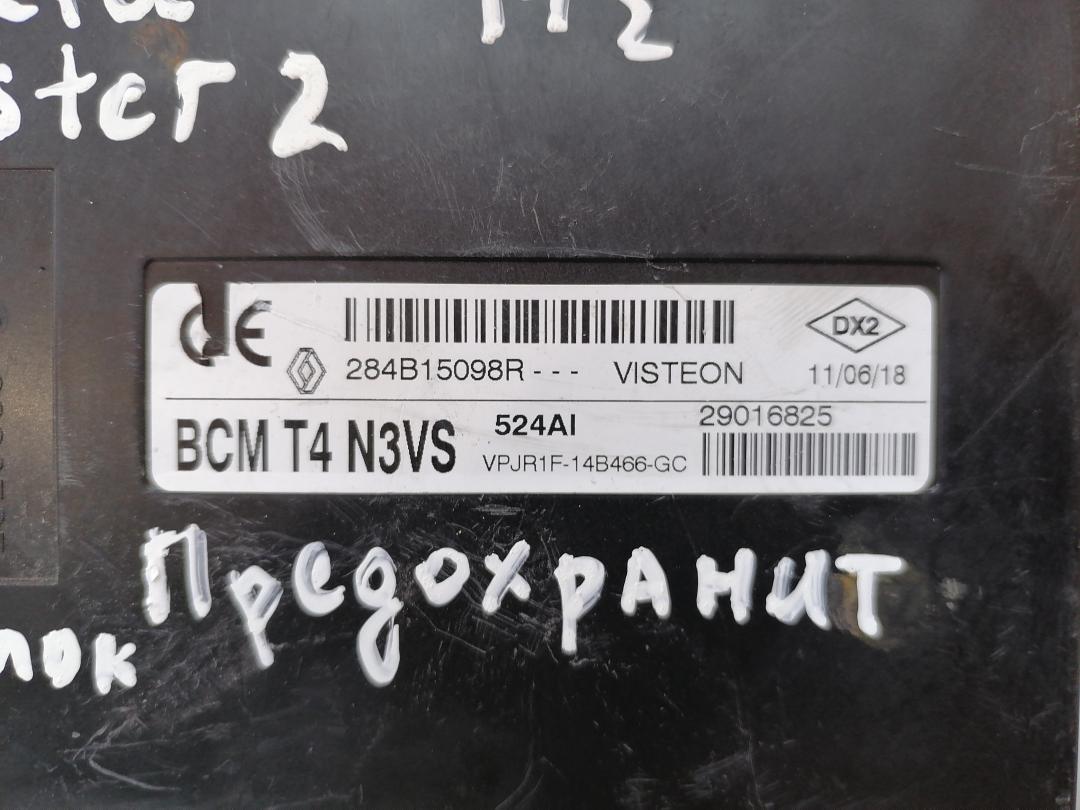 ster 2
CE
284B15098R---
VISTEON
DX2
11/06/18
BCM T4 N3VS
524AI
VPJR1F-14B466-GC
29016825
Предохранит
лок